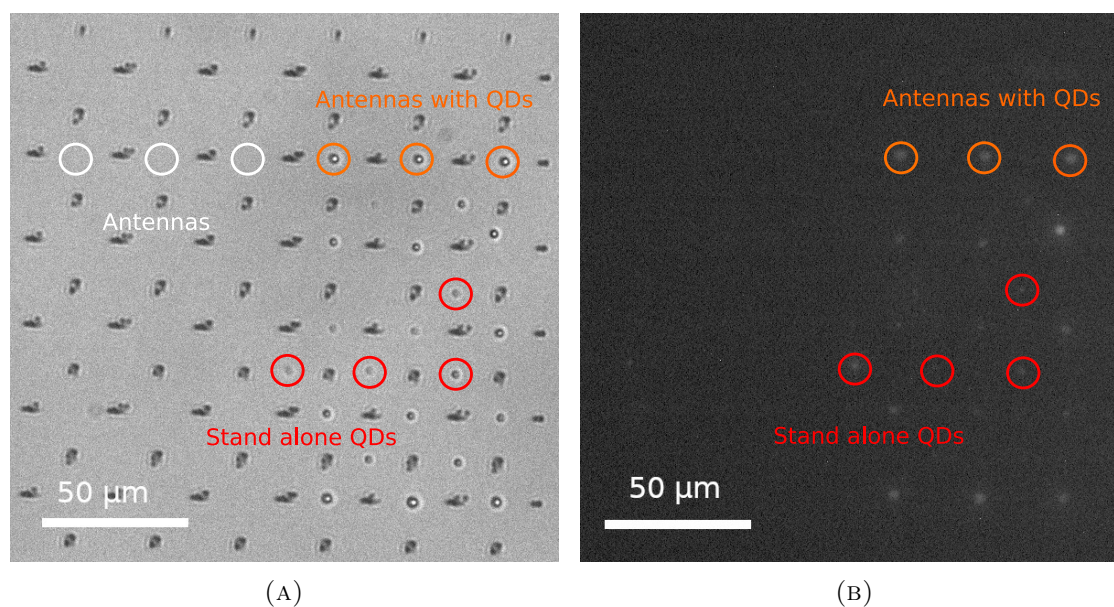 Antennas with QDs
Antennas
Stand alone QDs
50 μm
(A)
Antennas with QDs
Stand alone QDs
50 μm
(B)